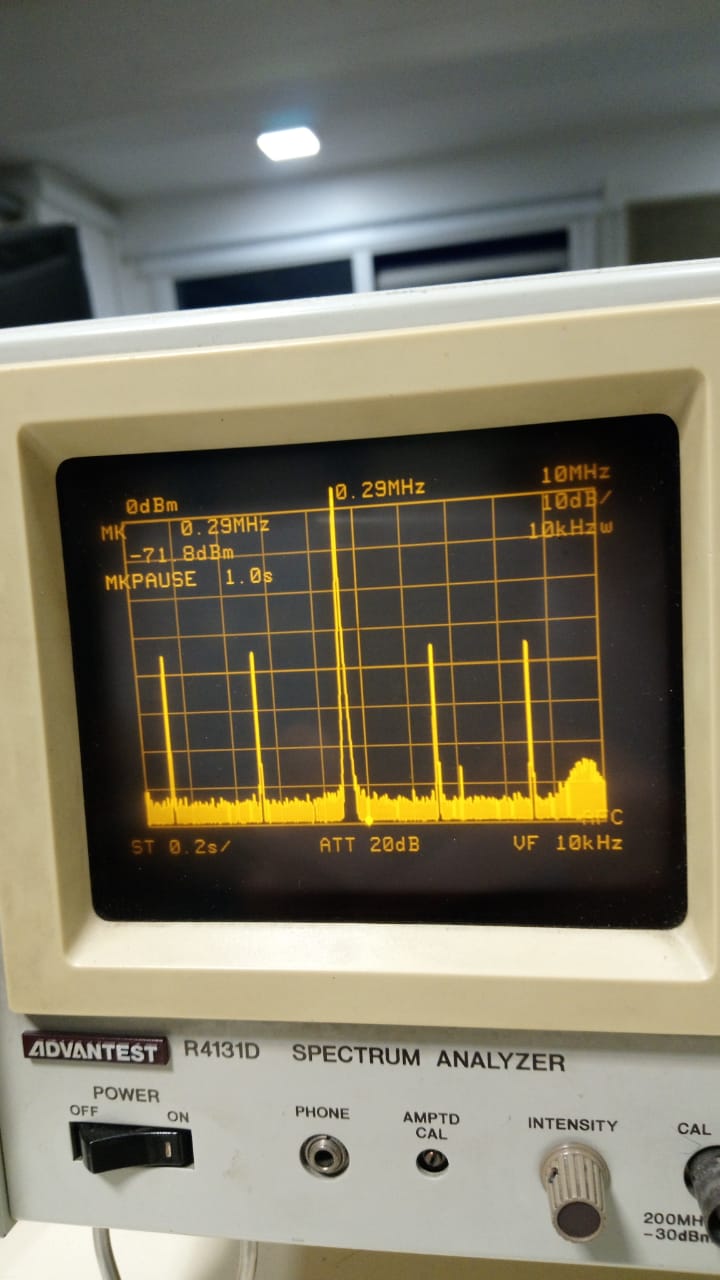 0dBm
0.29MHz
10MHz
MK 0.29MHz
10dB/
-71.8dBm
10kHz w
MKPAUSE 1.0s
AFC
ST 0.2s/ ATT 20dB VF 10kHz
ADVANTEST R4131D SPECTRUM ANALYZER
POWER
OFF ON
PHONE
AMPTD
CAL
INTENSITY
CAL
200MH
-30dBm